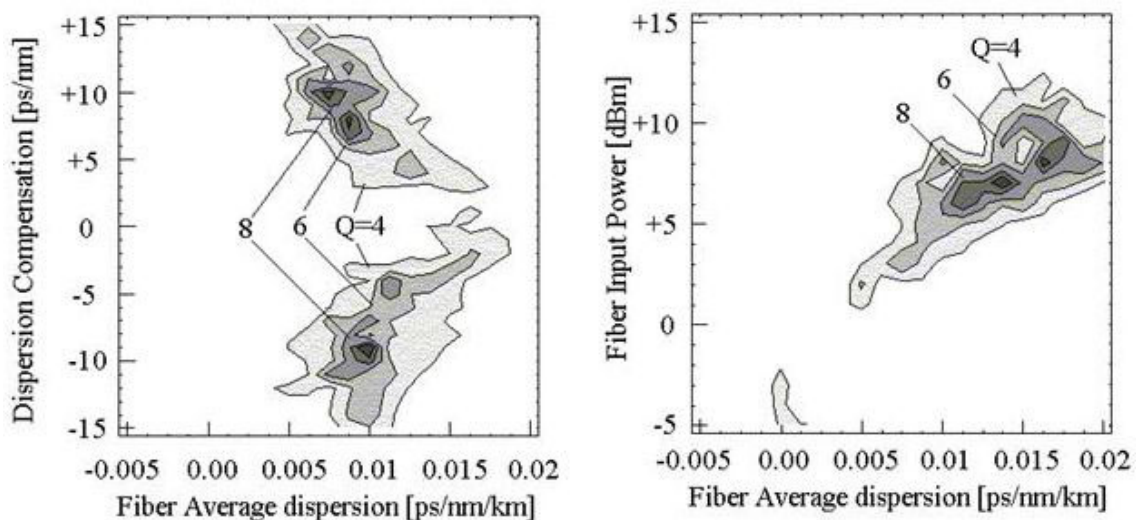 Dispersion Compensation [ps/nm]
+15
+10
+5
0
-5
-10
-15
8
6
Q=4
8
6
Q=4
-0.005 0.00 0.005 0.01 0.015 0.02
Fiber Average dispersion [ps/nm/km]
Fiber Input Power [dBm]
+15
+10
+5
0
-5
Q=4
6
8
-0.005 0.00 0.005 0.01 0.015 0.02
Fiber Average dispersion [ps/nm/km]